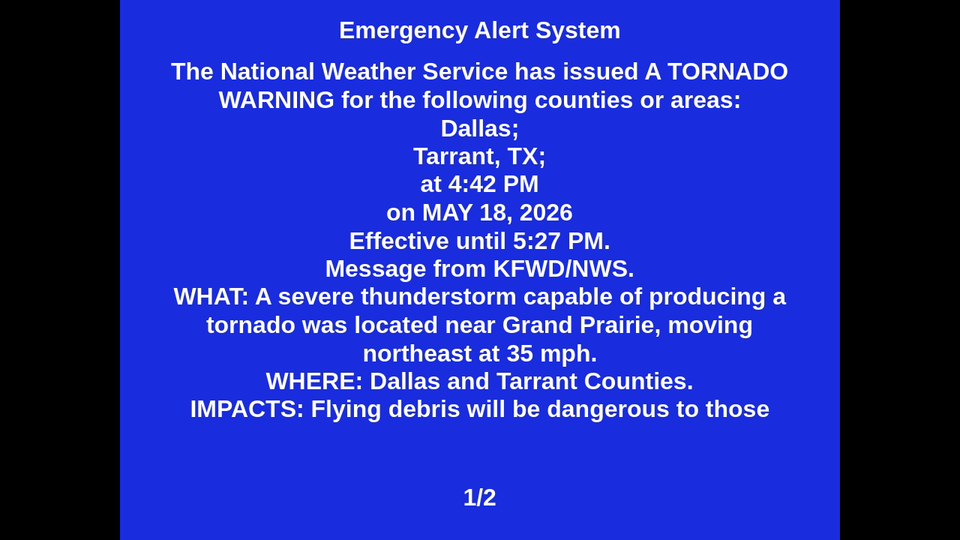 Emergency Alert System
The National Weather Service has issued A TORNADO
WARNING for the following counties or areas:
Dallas;
Tarrant, TX;
at 4:42 PM
on MAY 18, 2026
Effective until 5:27 PM.
Message from KFWD/NWS.
WHAT: A severe thunderstorm capable of producing a
tornado was located near Grand Prairie, moving
northeast at 35 mph.
WHERE: Dallas and Tarrant Counties.
IMPACTS: Flying debris will be dangerous to those
1/2